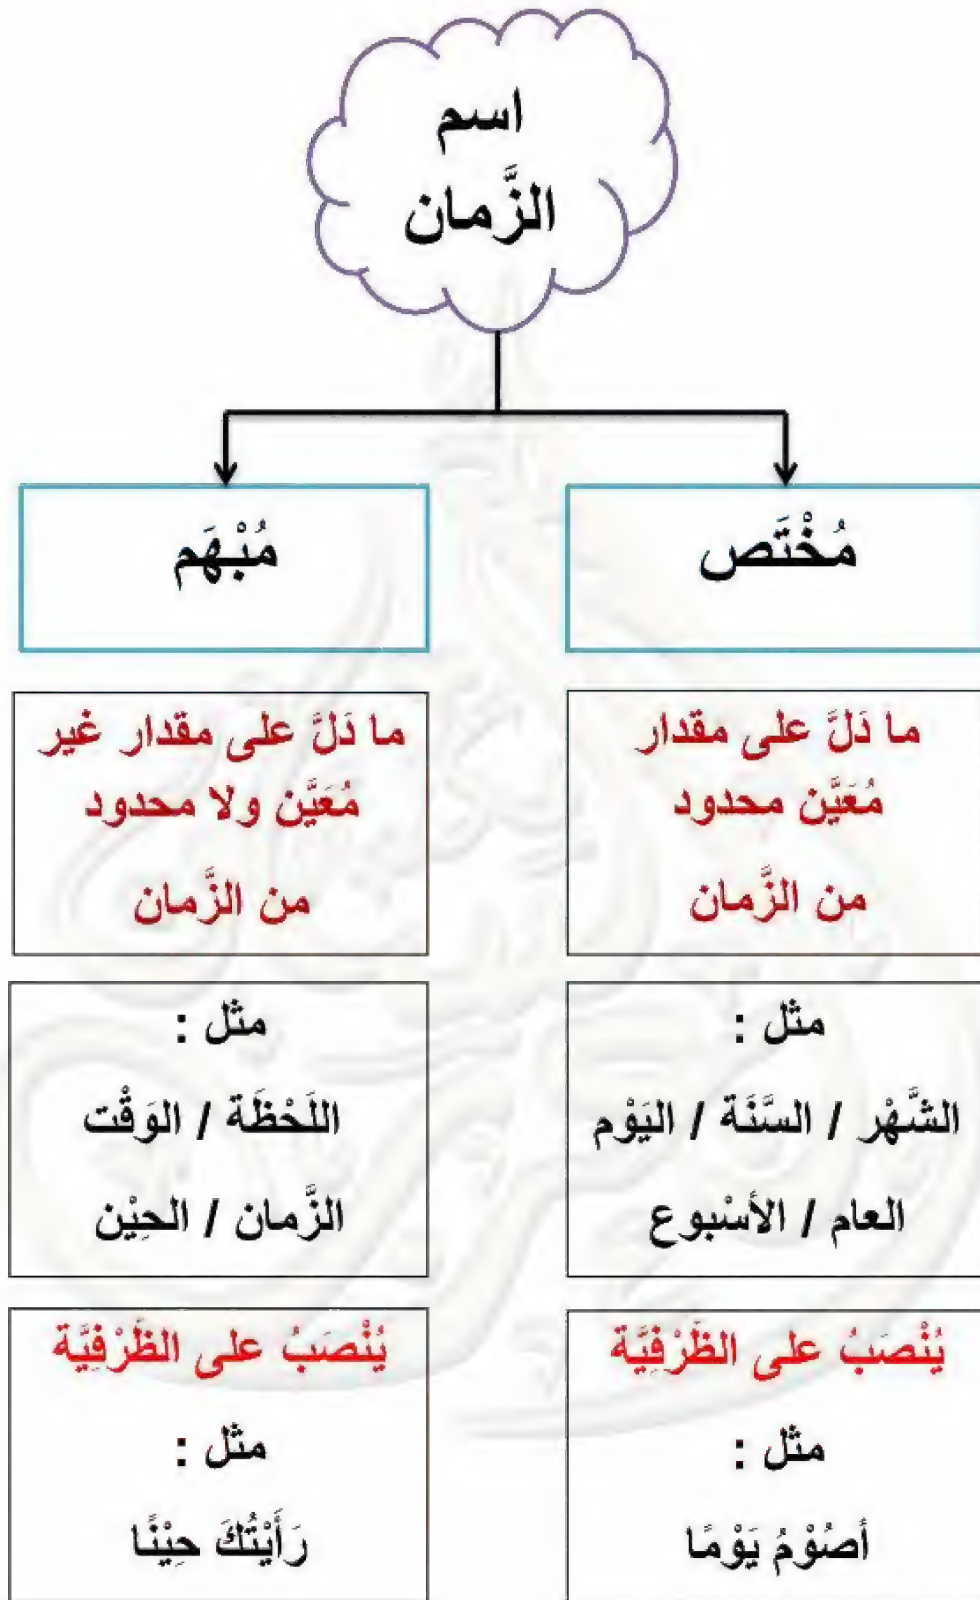 اسم
الزَّمان
مُخْتَص
مُبْهَم
ما دَلَّ على مقدار
مُعَيَّن محدود
من الزَّمان
ما دَلَّ على مقدار غير
مُعَيَّن ولا محدود
من الزَّمان
مثل :
الشَّهْر / السَّنَة / اليَوْم
العام / الأسْبوع
مثل :
اللَحْظَة / الوَقْت
الزَّمان / الحِيْن
يُنْصَبُ على الظَرْفِيَّة
مثل :
أصُوْمُ يَوْمًا
يُنْصَبُ على الظَرْفِيَّة
مثل :
رَأَيْتُكَ حِيْنًا